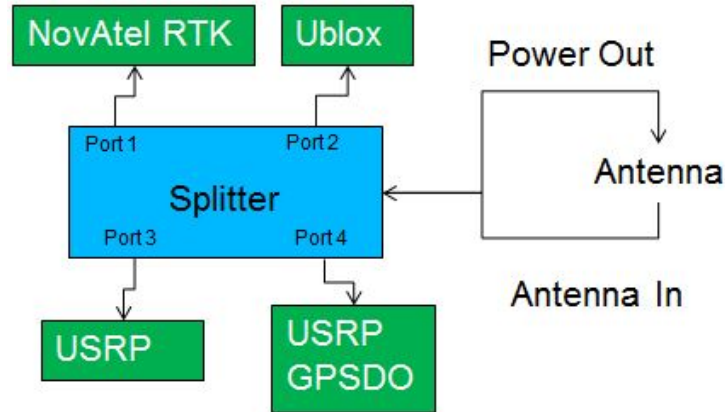 NovAtel RTK
Ublox
Power Out
Port 1
Port 2
Splitter
Antenna
Port 3
Port 4
Antenna In
USRP
USRP
GPSDO